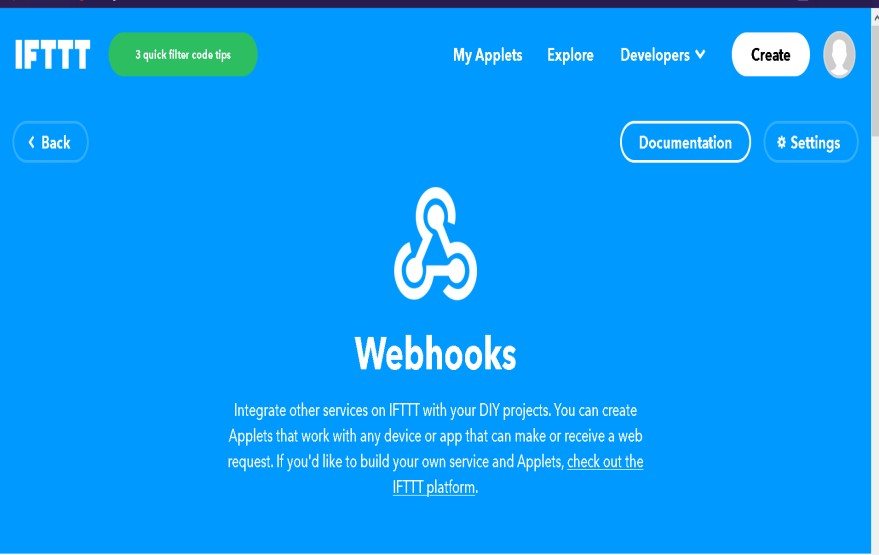 IFTTT
3 quick filter code tips
My Applets
Explore
Developers
Create
Back
Documentation
Settings
Webhooks
Integrate other services on IFTTT with your DIY projects. You can create
Applets that work with any device or app that can make or receive a web
request. If you'd like to build your own service and Applets, check out the
IFTTT platform.